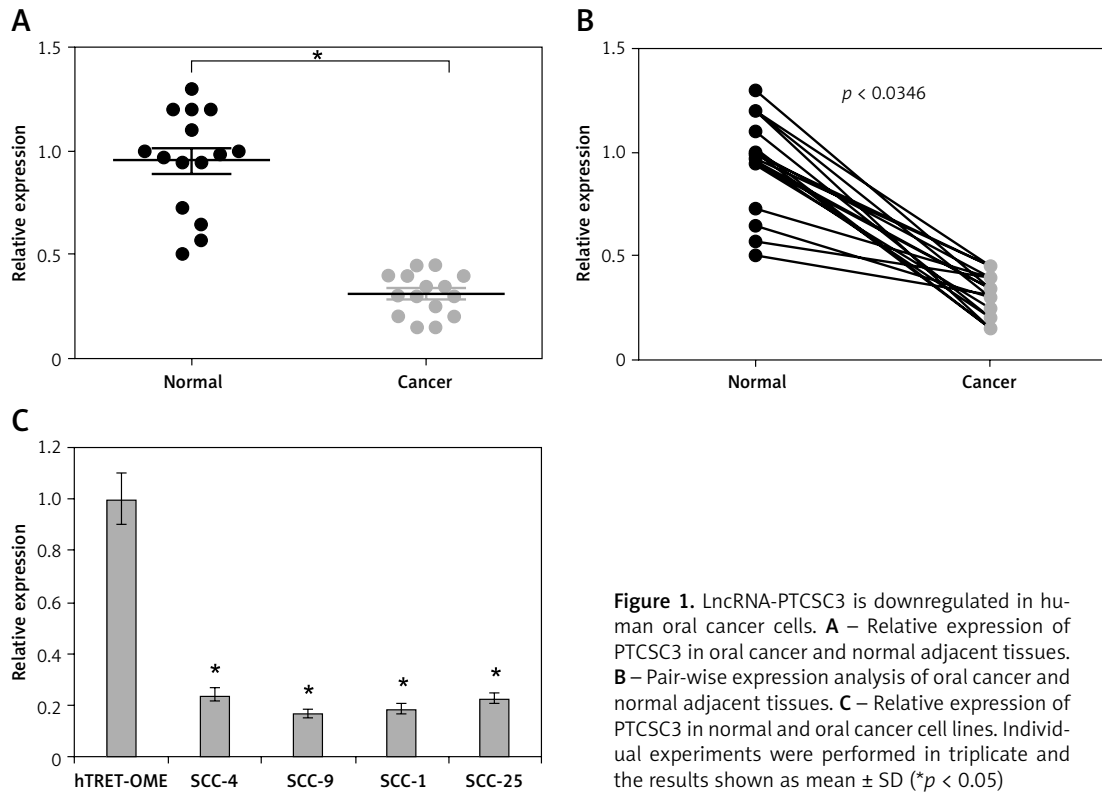 A
Relative expression
1.5
1.0
0.5
0
*
Normal
Cancer
B
Relative expression
1.5
1.0
0.5
0
p < 0.0346
Normal
Cancer
C
Relative expression
1.2
1.0
0.8
0.6
0.4
0.2
0
*
*
*
*
hTRET-OME
SCC-4
SCC-9
SCC-1
SCC-25
Figure 1. LncRNA-PTCSC3 is downregulated in hu-
man oral cancer cells. A – Relative expression of
PTCSC3 in oral cancer and normal adjacent tissues.
B – Pair-wise expression analysis of oral cancer and
normal adjacent tissues. C – Relative expression of
PTCSC3 in normal and oral cancer cell lines. Individ-
ual experiments were performed in triplicate and
the results shown as mean ± SD (*p < 0.05)